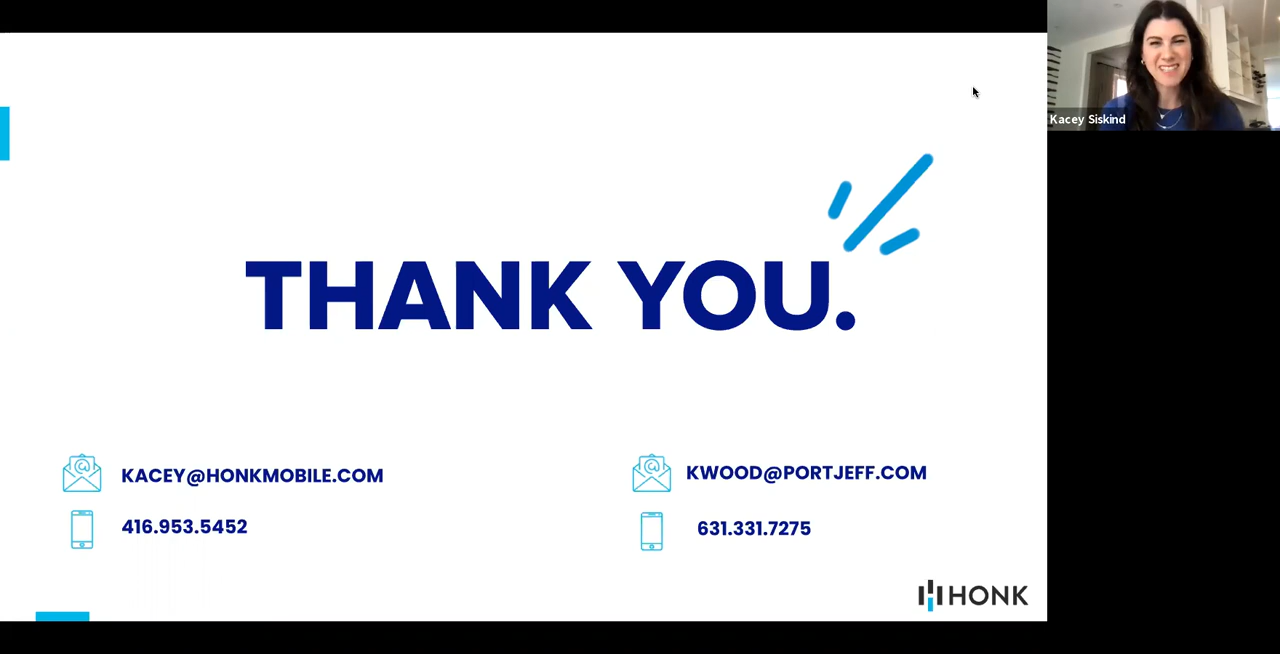 Kacey Siskind
THANK YOU.
KACEY@HONKMOBILE.COM
416.953.5452
KWOOD@PORTJEFF.COM
631.331.7275
HONK